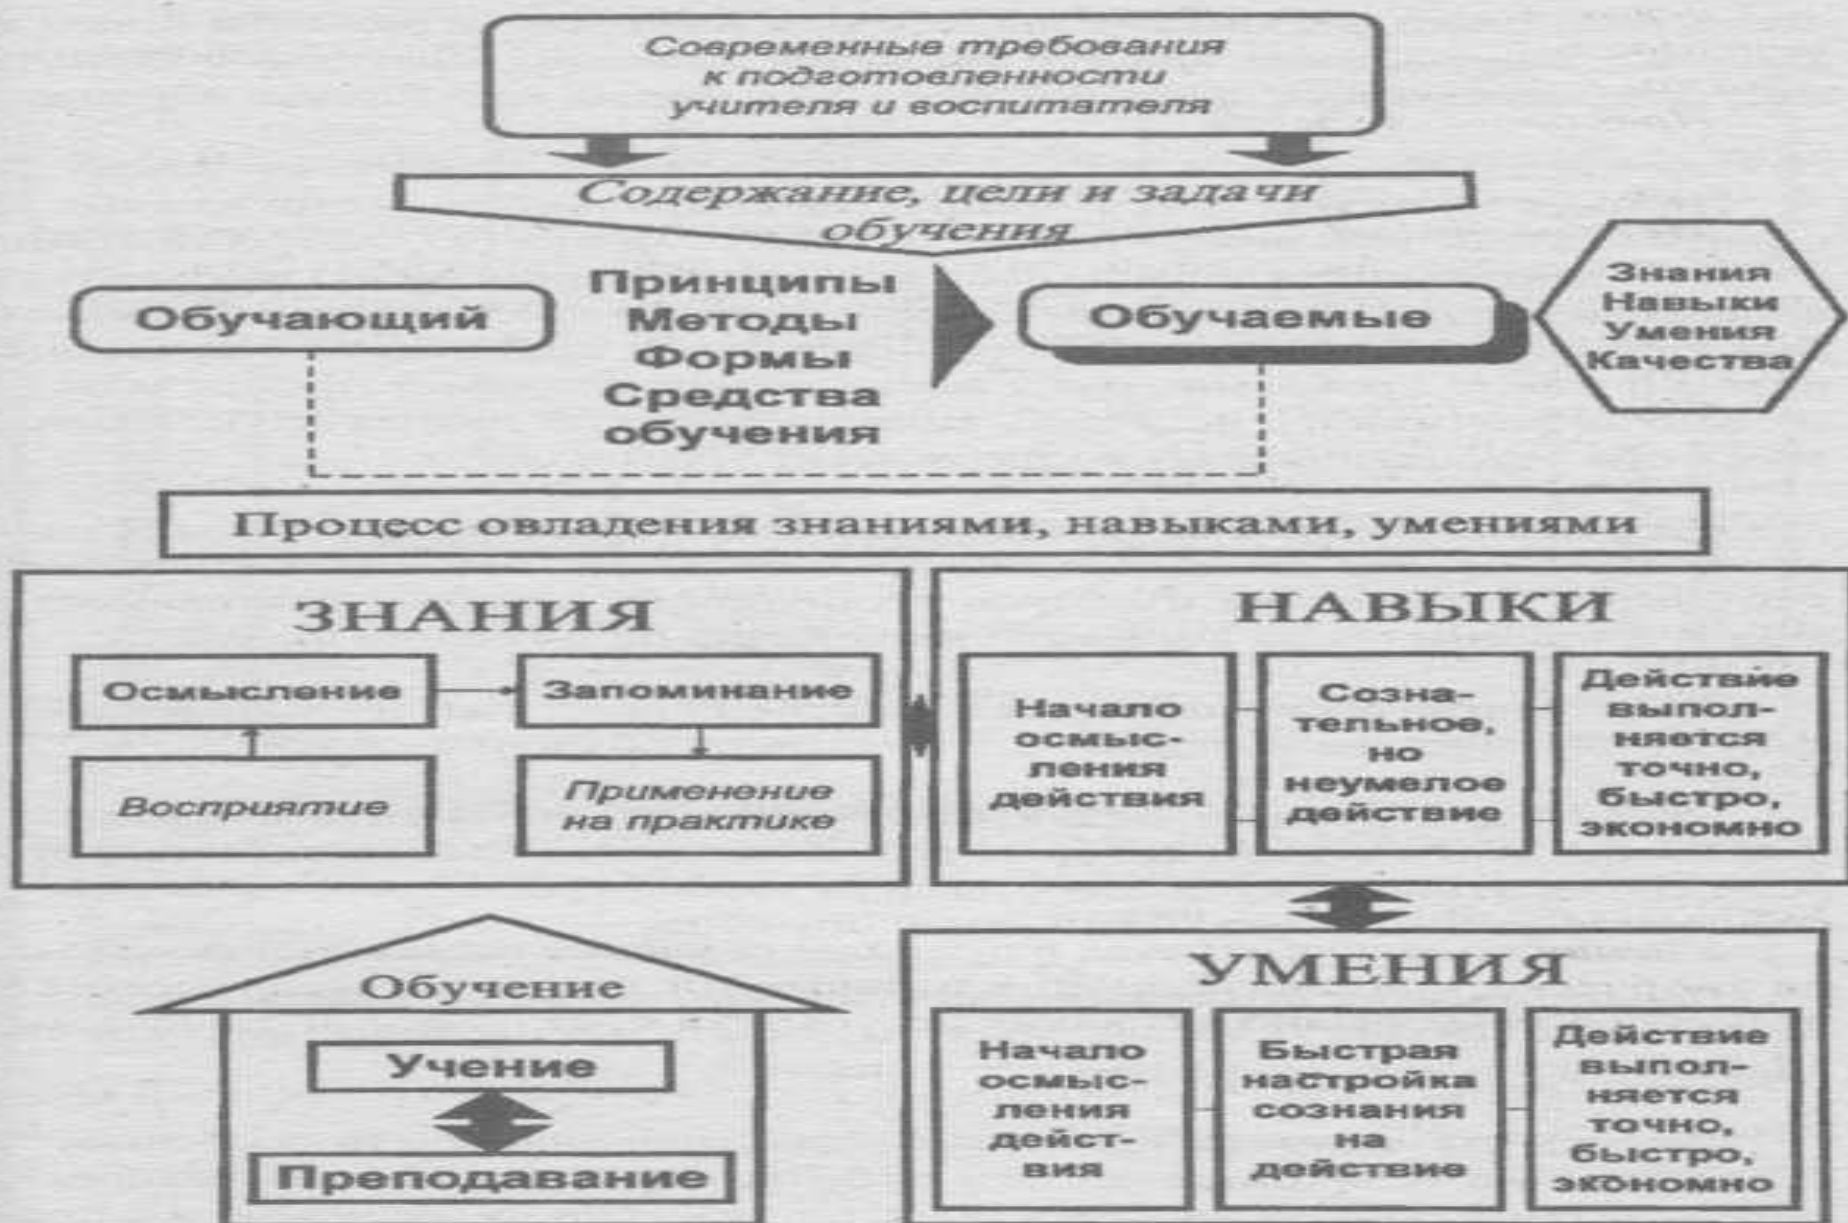 Современные требования
к подготовленности
учителя и воспитателя
Содержание, цели и задачи
обучения
Обучающий
Принципы
Методы
Формы
Средства
обучения
Обучаемые
Знания
Навыки
Умения
Качества
Процесс овладения знаниями, навыками, умениями
ЗНАНИЯ
Осмысление
Запоминание
Восприятие
Применение
на практике
НАВЫКИ
Начало
осмыс-
ления
действия
Созна-
тельное,
но
неумелое
действие
Действие
выпол-
няется
точно,
быстро,
экономно
Обучение
Учение
Преподавание
УМЕНИЯ
Начало
осмыс-
ления
дейст-
вия
Быстрая
настройка
сознания
на
действие
Действие
выпол-
няется
точно,
быстро,
экономно